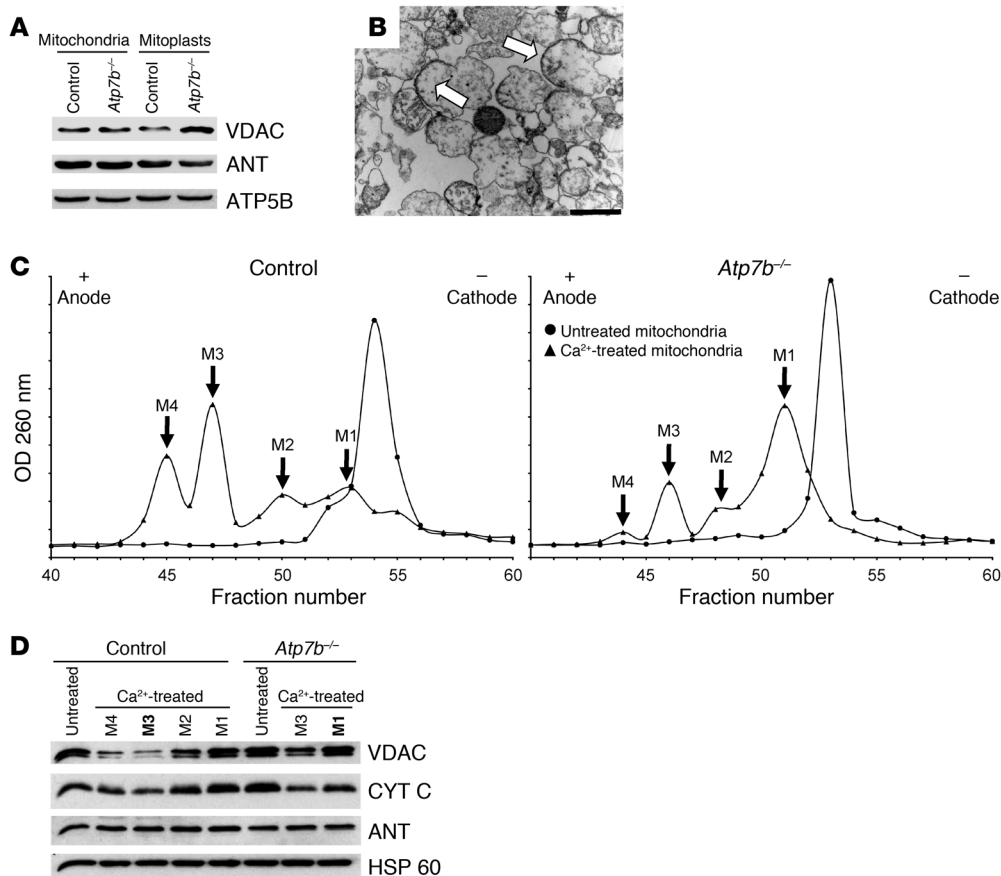 A
Mitochondria Mitoplasts
Control
Atp7b–/–
Control
Atp7b–/–
VDAC
ANT
ATP5B
B
C
Control
+
Anode
–
Cathode
M4
M3
M2
M1
OD 260 nm
40 45 50 55 60
Fraction number
Atp7b–/–
+
Anode
–
Cathode
Untreated mitochondria
Ca2+-treated mitochondria
M4
M3
M2
M1
45 50 55 60
Fraction number
D
Control
Atp7b–/–
Untreated
Ca2+-treated
M4
M3
M2
M1
Untreated
Ca2+-treated
M3
M1
VDAC
CYT C
ANT
HSP 60